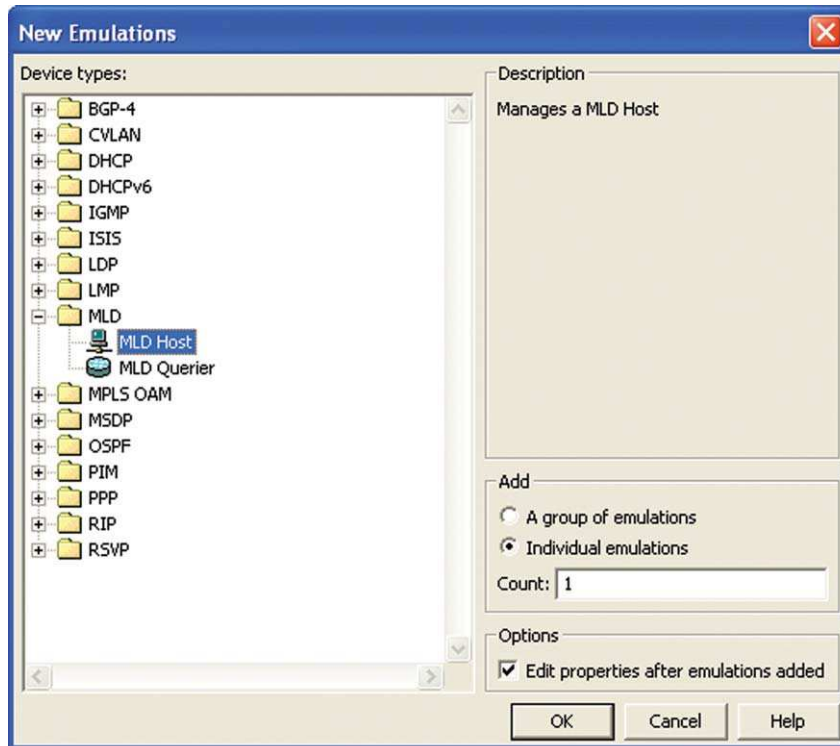 New Emulations
Device types:
BGP-4
CVLAN
DHCP
DHCPv6
IGMP
ISIS
LDP
LMP
MLD
MLD Host
MLD Querier
MPLS OAM
MSDP
OSPF
PIM
PPP
RIP
RSVP
Description
Manages a MLD Host
Add
A group of emulations
Individual emulations
Count: 1
Options
Edit properties after emulations added
OK Cancel Help